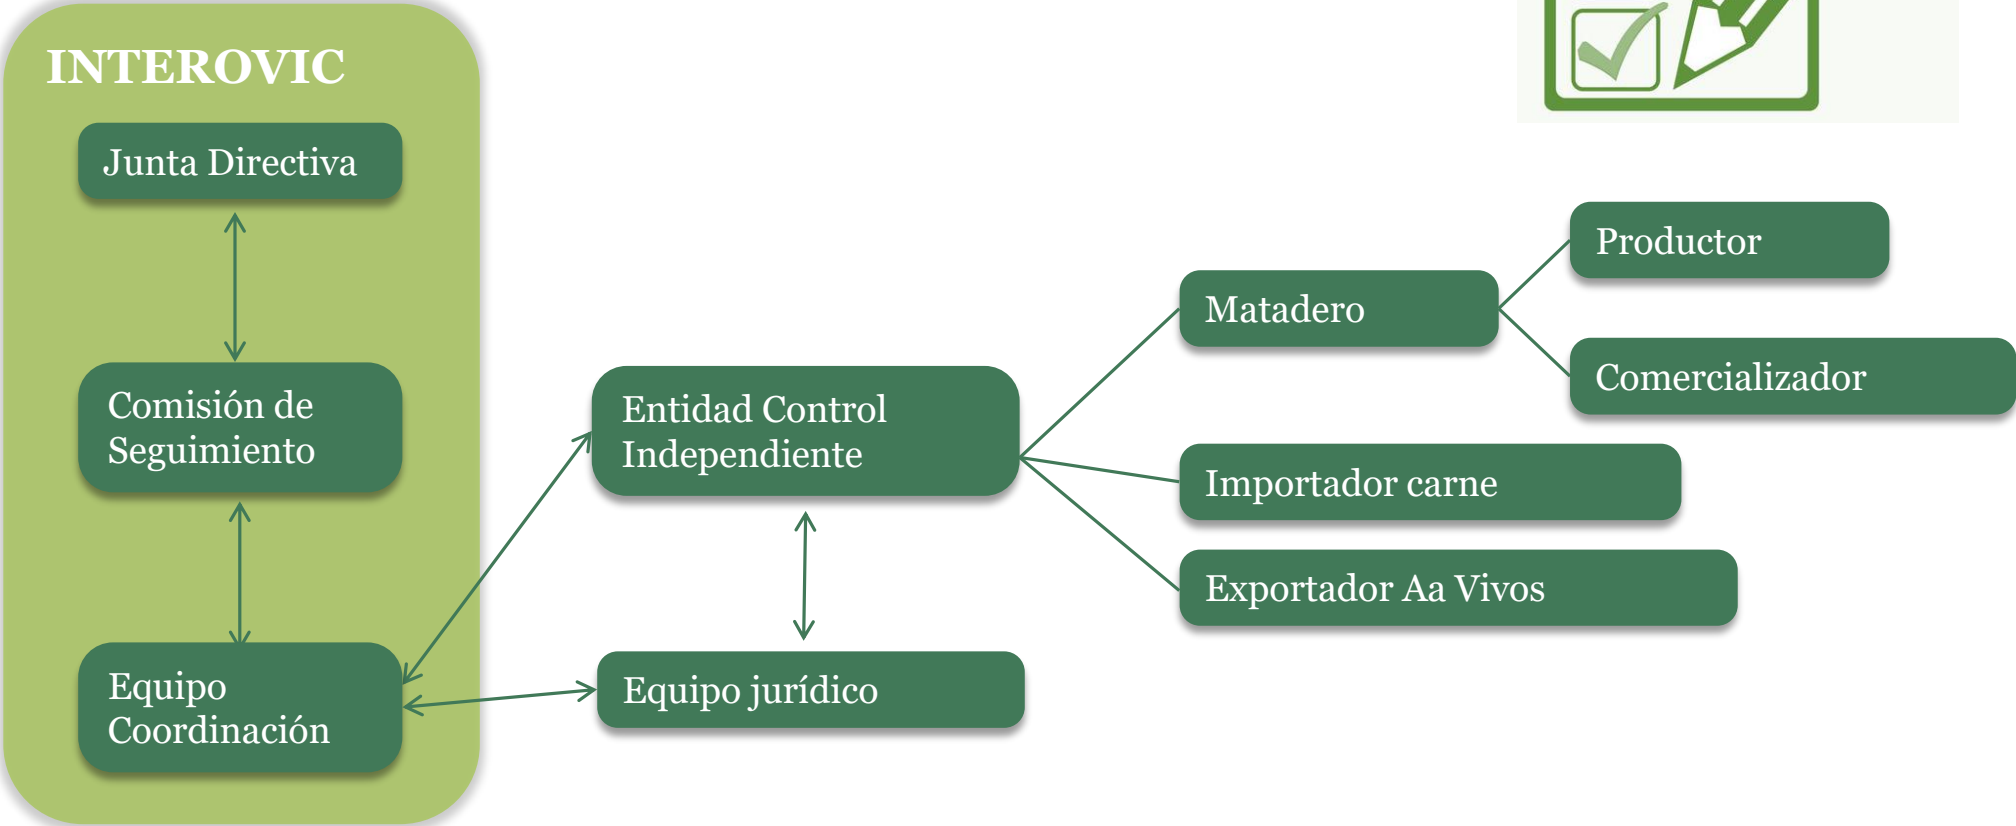 INTEROVIC
Junta Directiva
Comisión de
Seguimiento
Equipo
Coordinación
Entidad Control
Independiente
Equipo jurídico
Matadero
Productor
Comercializador
Importador carne
Exportador Aa Vivos